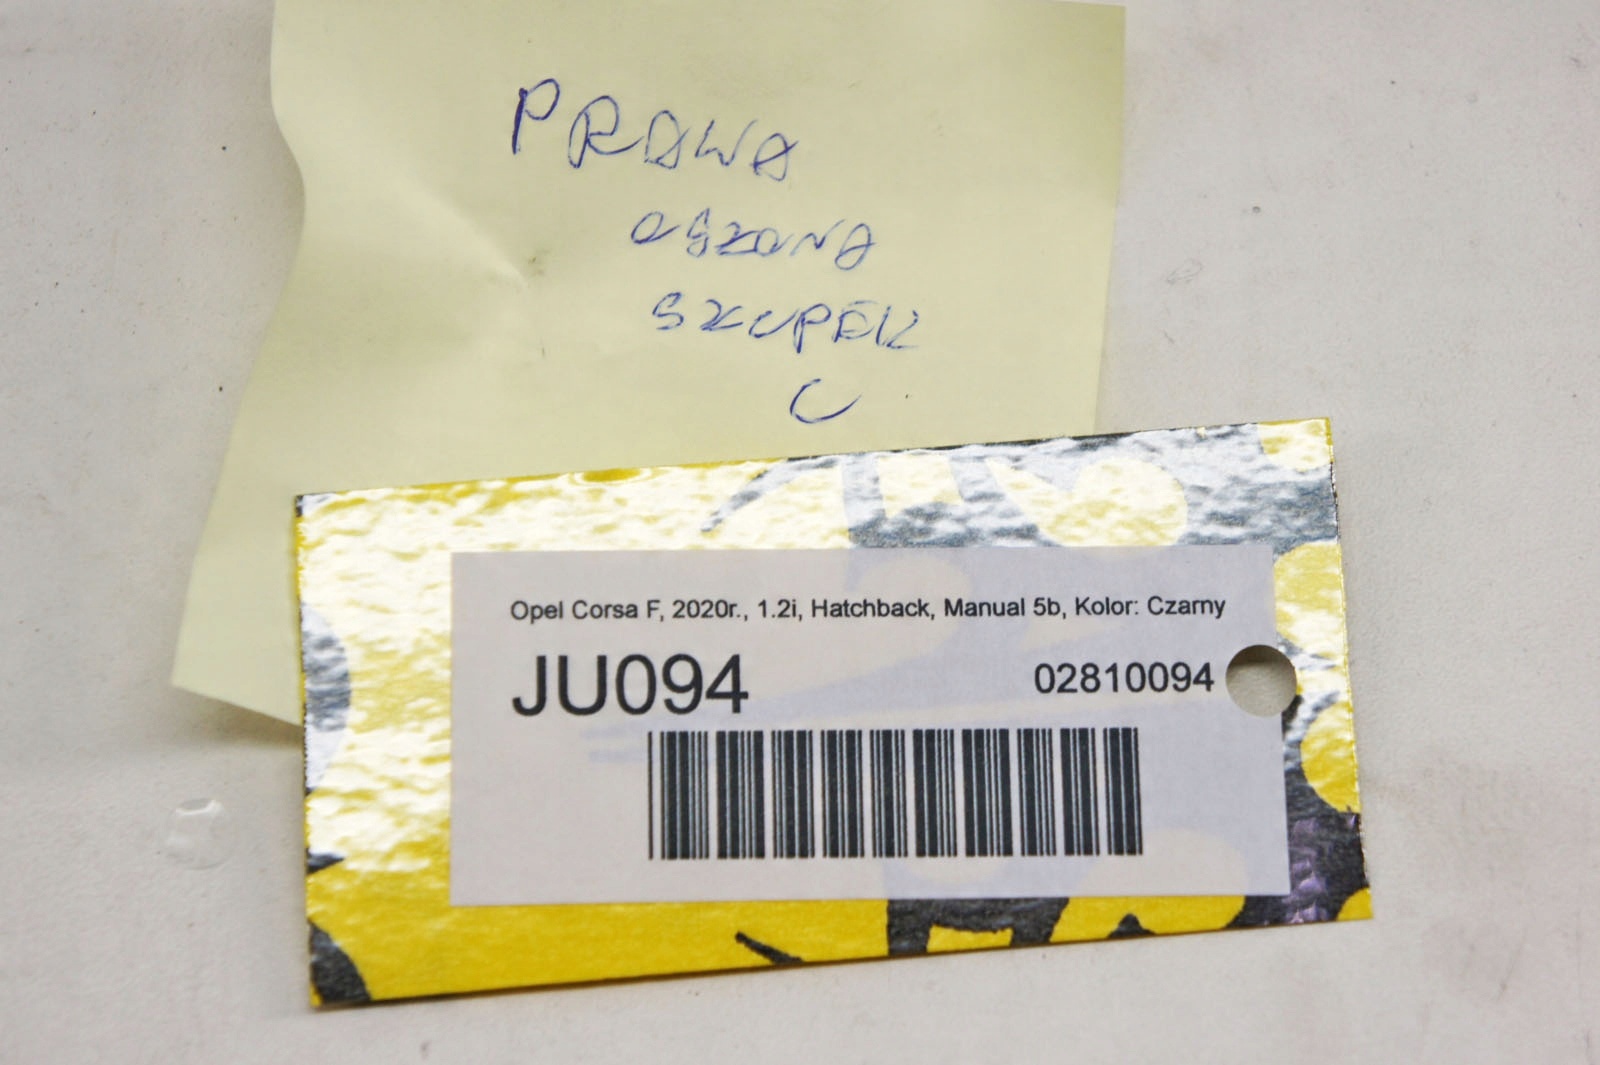 PRAWA
OSŁONA
SŁUPEK
C
Opel Corsa F, 2020r., 1.2i, Hatchback, Manual 5b, Kolor: Czarny
JU094
02810094